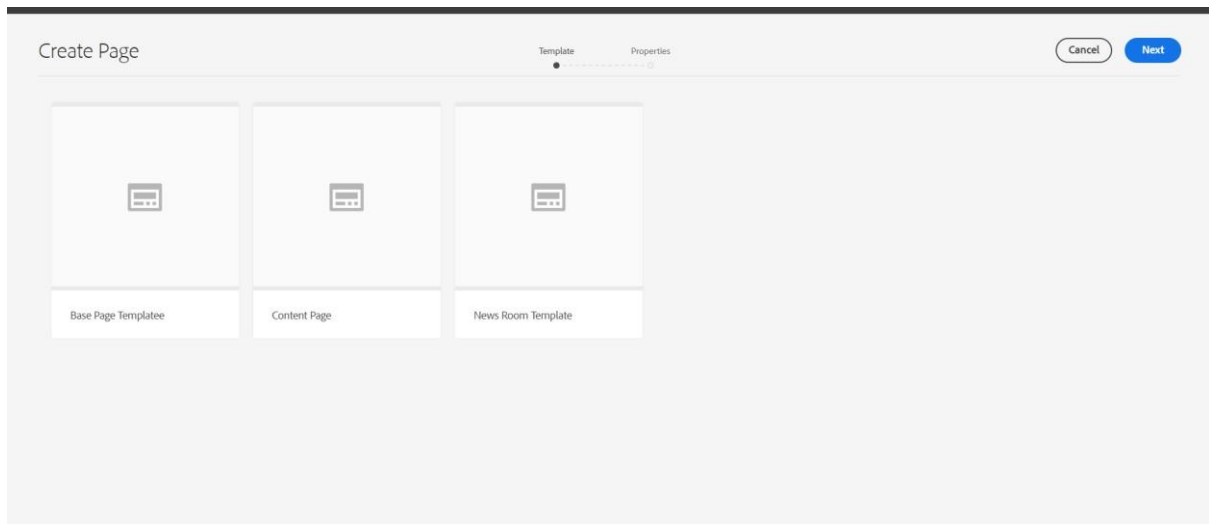 Create Page
Template Properties
Cancel Next
Base Page Templatee
Content Page
News Room Template